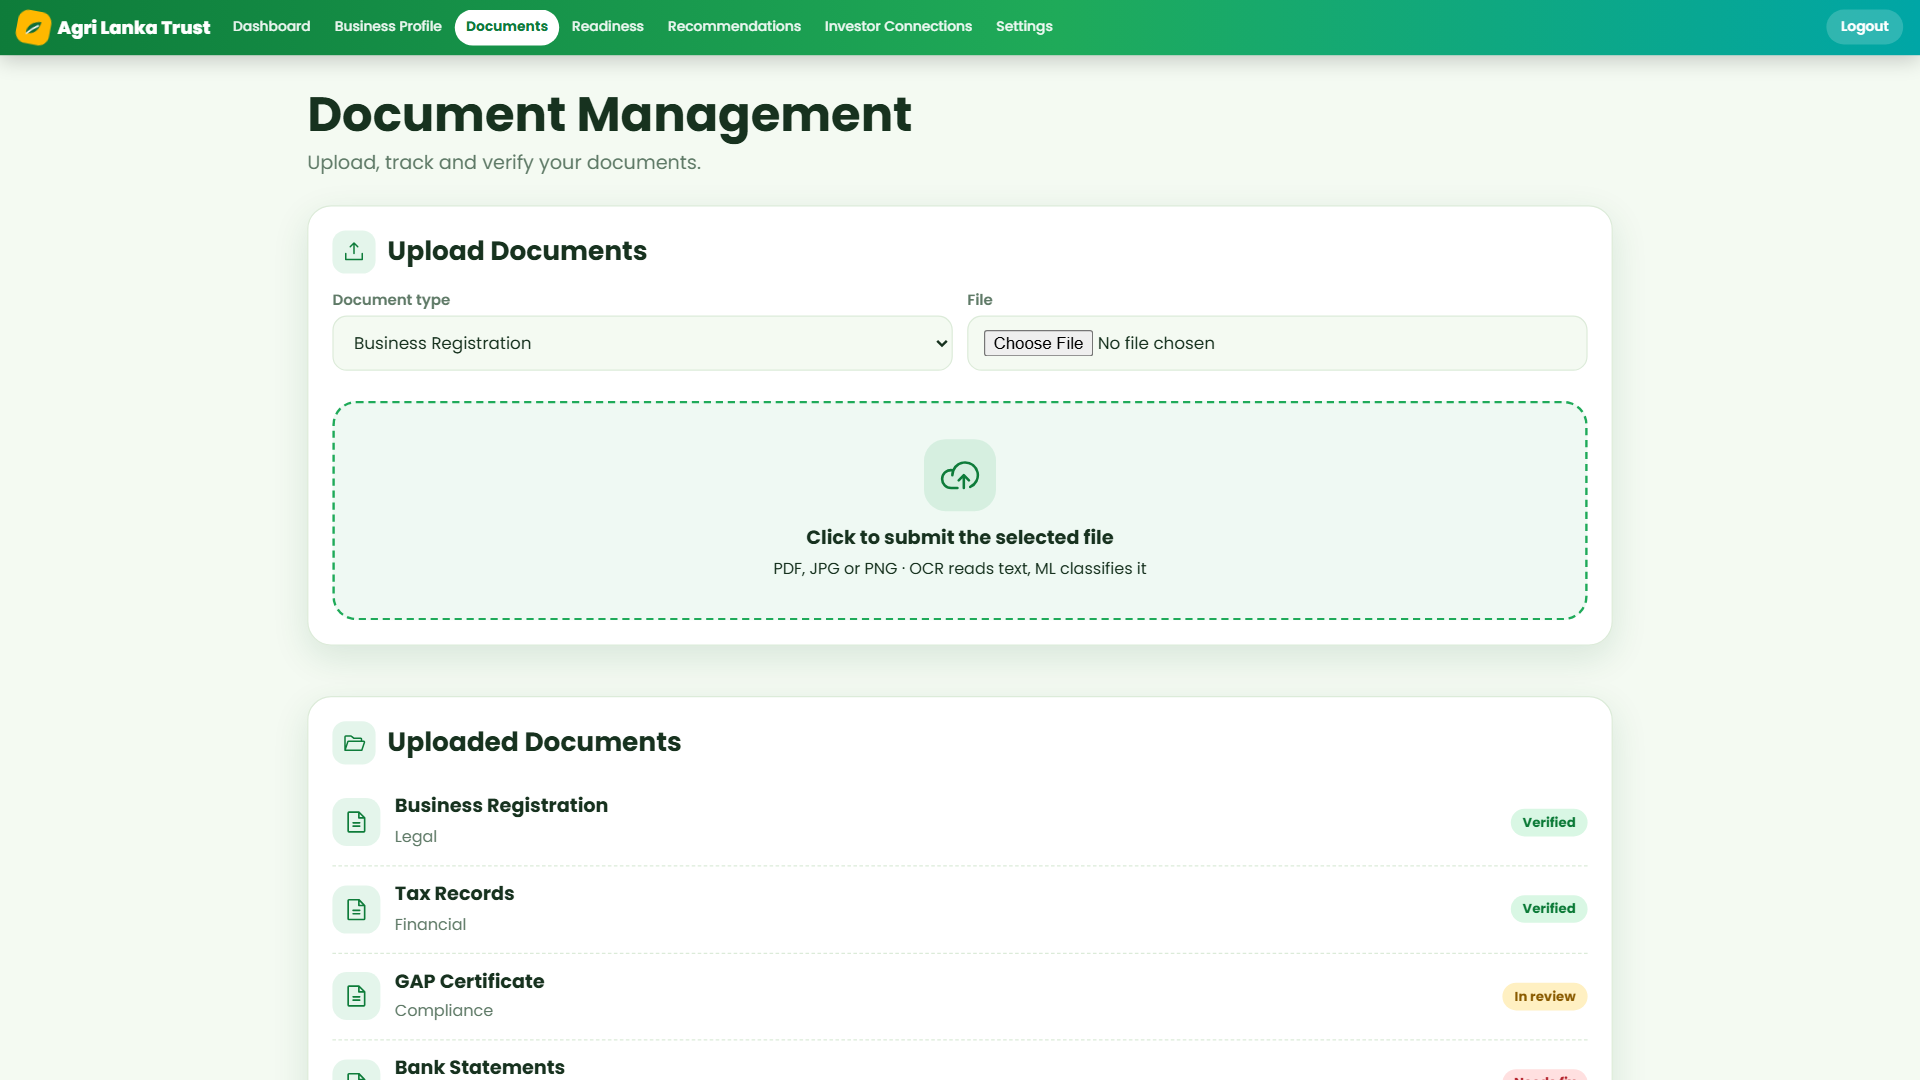 Agri Lanka Trust
Dashboard
Business Profile
Documents
Readiness
Recommendations
Investor Connections
Settings
Logout
Document Management
Upload, track and verify your documents.
Upload Documents
Document type
File
Business Registration
Choose File No file chosen
Click to submit the selected file
PDF, JPG or PNG · OCR reads text, ML classifies it
Uploaded Documents
Business Registration
Legal
Verified
Tax Records
Financial
Verified
GAP Certificate
Compliance
In review
Bank Statements